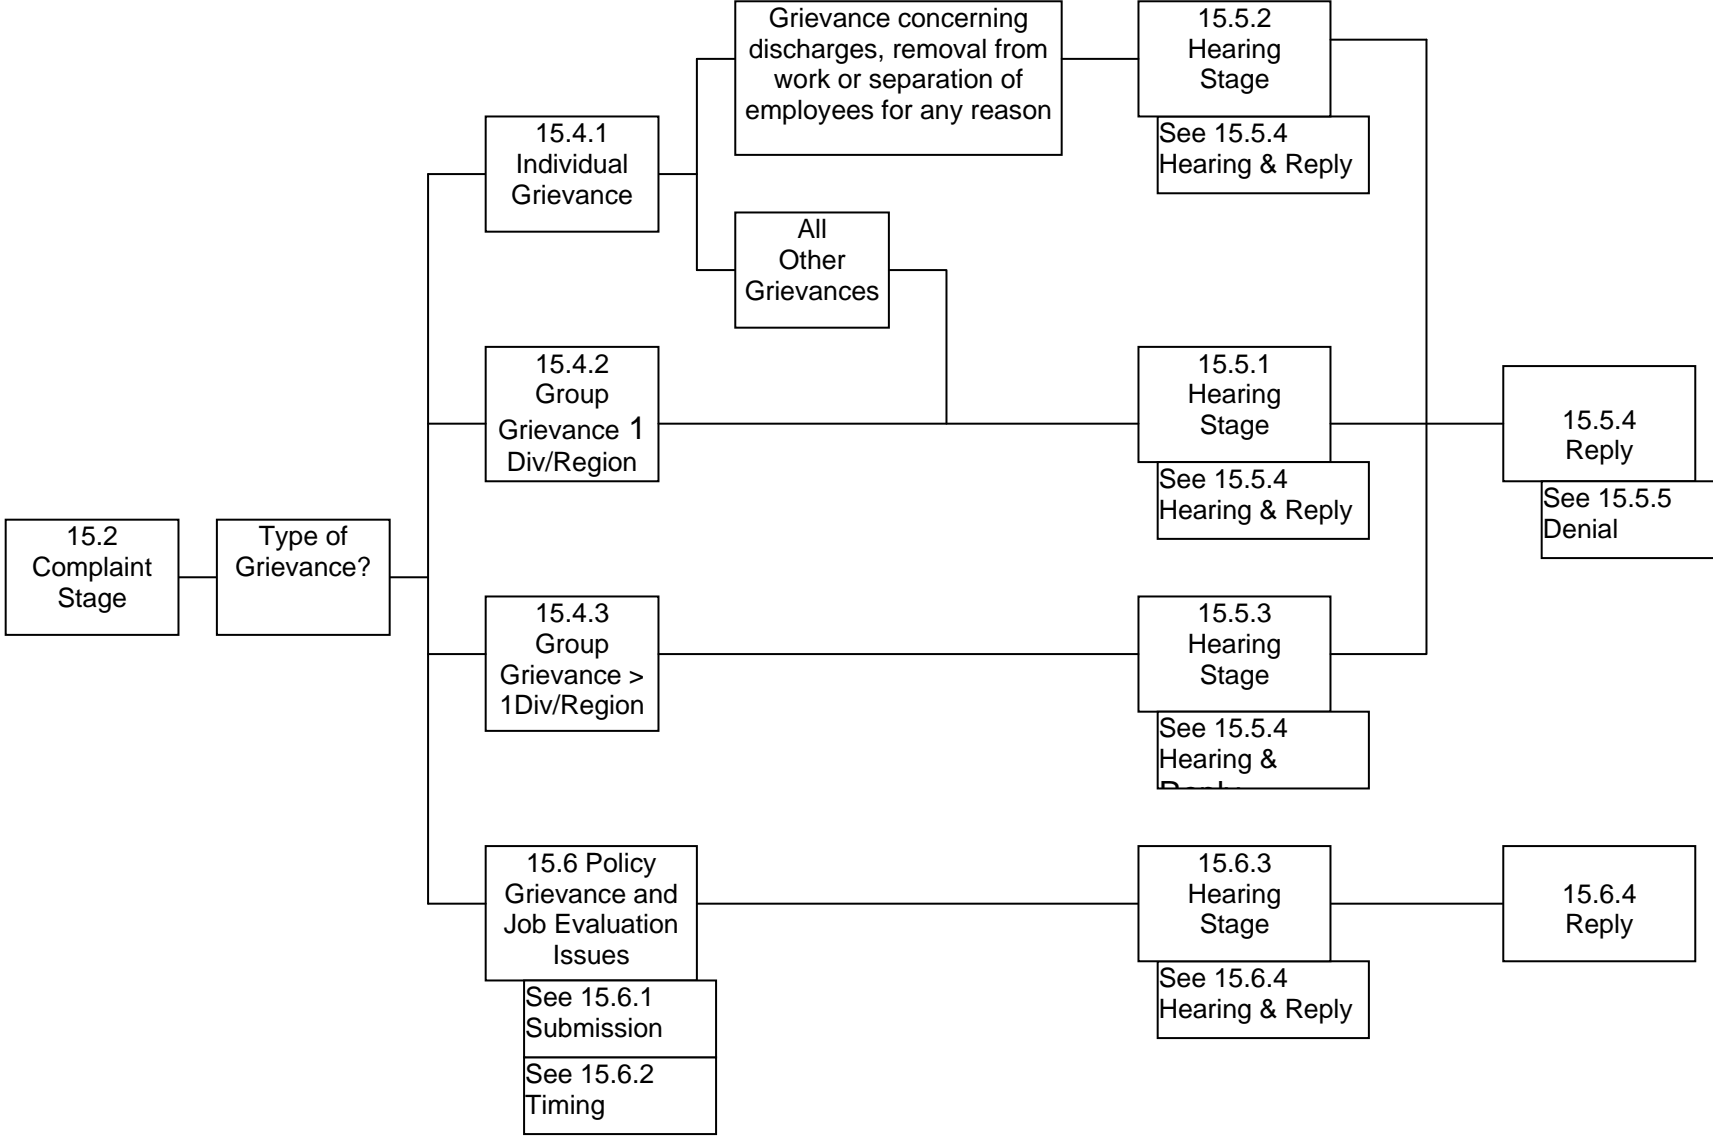 Grievance concerning
discharges, removal from
work or separation of
employees for any reason
15.5.2
Hearing
Stage
See 15.5.4
Hearing & Reply
15.4.1
Individual
Grievance
All
Other
Grievances
15.4.2
Group
Grievance 1
Div/Region
15.5.1
Hearing
Stage
See 15.5.4
Hearing & Reply
15.5.4
Reply
See 15.5.5
Denial
15.2
Complaint
Stage
Type of
Grievance?
15.4.3
Group
Grievance >
1Div/Region
15.5.3
Hearing
Stage
See 15.5.4
Hearing &
15.6 Policy
Grievance and
Job Evaluation
Issues
See 15.6.1
Submission
See 15.6.2
Timing
15.6.3
Hearing
Stage
See 15.6.4
Hearing & Reply
15.6.4
Reply